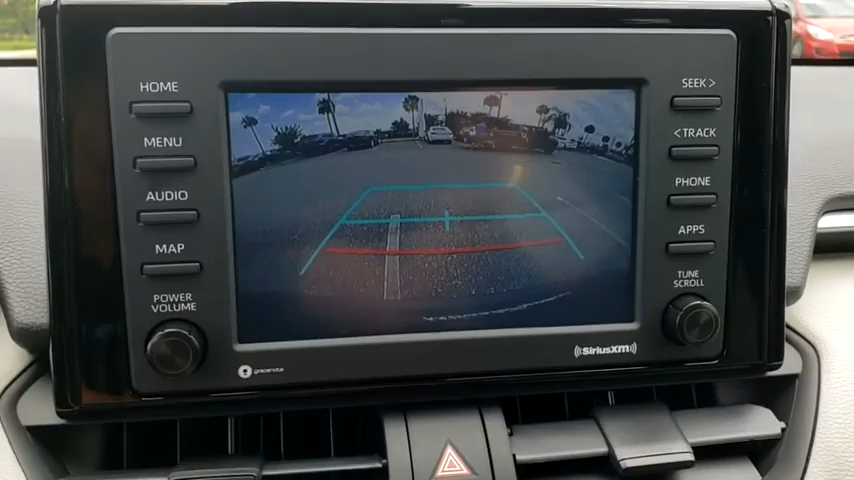 HOME
MENU
AUDIO
MAP
POWER
VOLUME
SEEK >
< TRACK
PHONE
APPS
TUNE
SCROLL
gracenote
((SiriusXM))